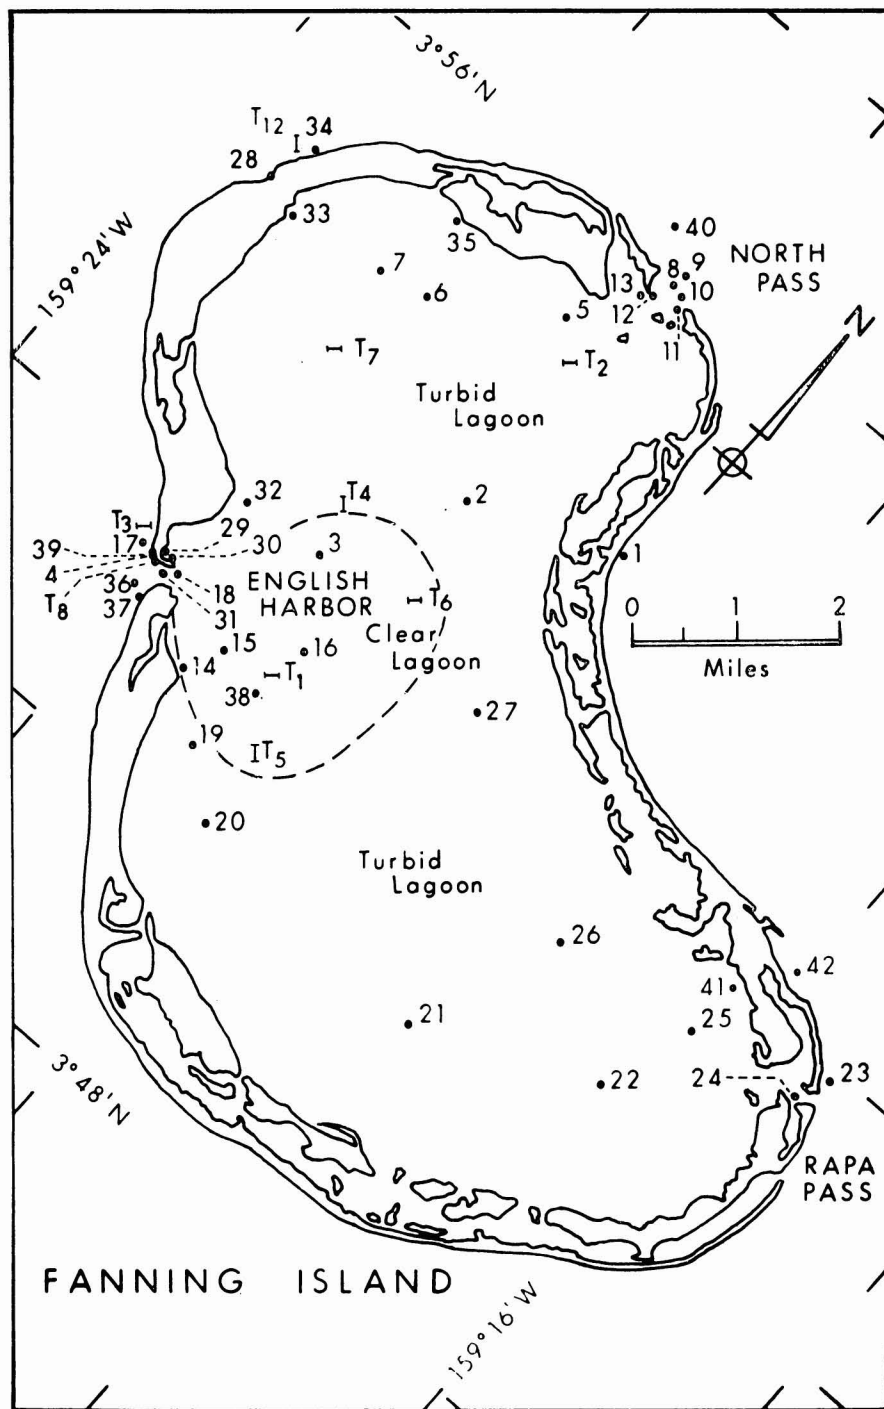 3°56'N
T12
34
28
159°24'W
33
35
40
7
NORTH
PASS
9
8
6
13
10
5
12
11
T7
T2
N
Turbid
Lagoon
32
T4
2
T3
29
17
39
30
3
1
4
ENGLISH
HARBOR
36
18
T6
0 1 2
T8
37
31
Clear
Lagoon
15
16
Miles
14
T1
38
27
19
T5
20
Turbid
Lagoon
26
42
41
21
25
3°48'N
22
24
23
RAPA
PASS
FANNING ISLAND
159°16'W